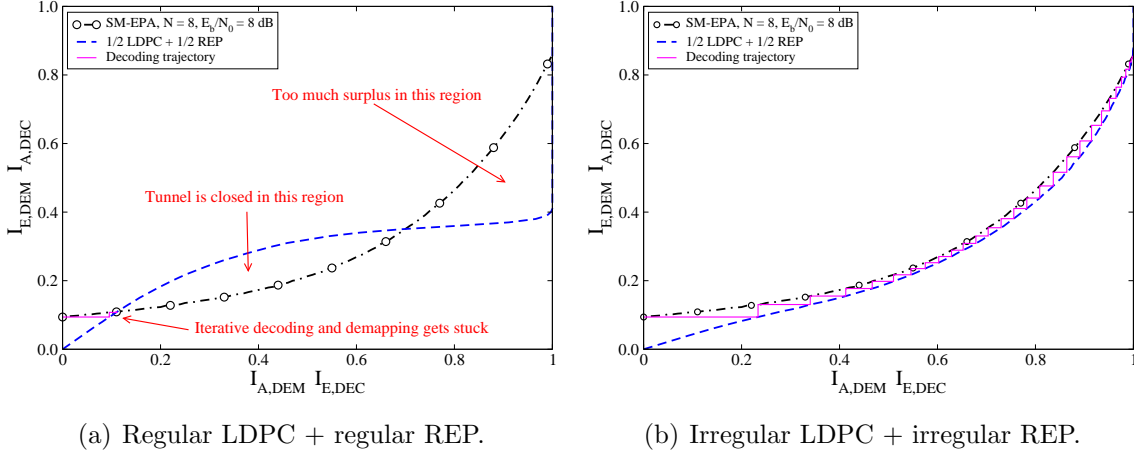 SM-EPA, N = 8, E_b/N_0 = 8 dB
1/2 LDPC + 1/2 REP
Decoding trajectory
Too much surplus in this region
Tunnel is closed in this region
Iterative decoding and demapping gets stuck
1.0
0.8
0.6
0.4
0.2
0.0
I_E,DEM I_A,DEC
0
0.2
0.4
0.6
0.8
1
I_A,DEM I_E,DEC
(a) Regular LDPC + regular REP.
SM-EPA, N = 8, E_b/N_0 = 8 dB
1/2 LDPC + 1/2 REP
Decoding trajectory
1.0
0.8
0.6
0.4
0.2
0.0
I_E,DEM I_A,DEC
0
0.2
0.4
0.6
0.8
1
I_A,DEM I_E,DEC
(b) Irregular LDPC + irregular REP.